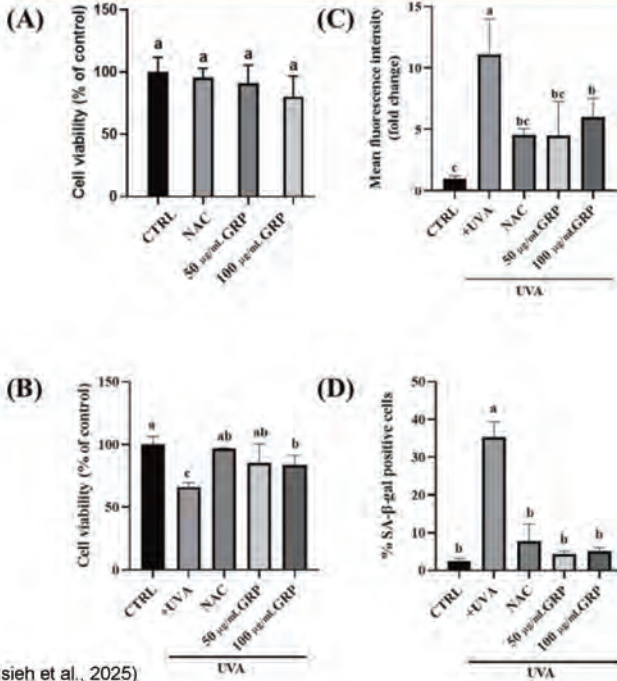 (A)
Cell viability (% of control)
150
100
50
0
a
a
a
a
CTRL
NAC
50 µg/mL GRP
100 µg/mL GRP
(C)
Mean fluorescence intensity
(fold change)
15
10
5
0
c
a
bc
bc
b
CTRL
+UVA
NAC
50 µg/mL GRP
100 µg/mL GRP
UVA
(B)
Cell viability (% of control)
150
100
50
0
a
c
ab
ab
b
CTRL
+UVA
NAC
50 µg/mL GRP
100 µg/mL GRP
UVA
(D)
% SA-β-gal positive cells
50
40
30
20
10
0
b
a
b
b
b
CTRL
+UVA
NAC
50 µg/mL GRP
100 µg/mL GRP
UVA
sieh et al., 2025)